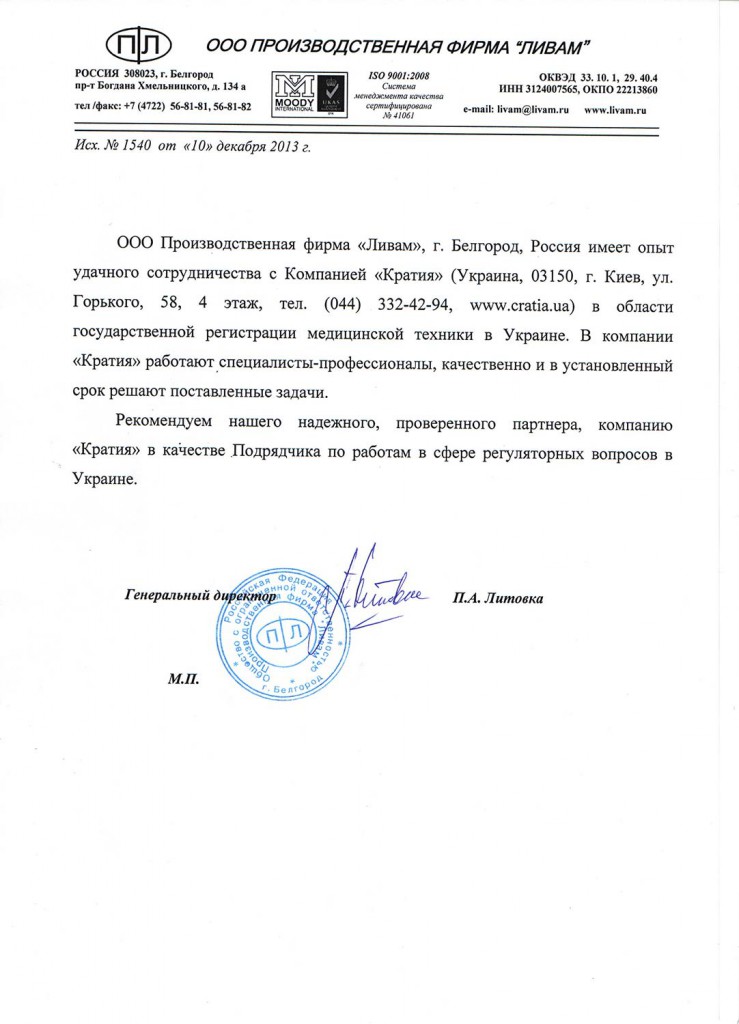 ПЛ
ООО ПРОИЗВОДСТВЕННАЯ ФИРМА “ЛИВАМ”
РОССИЯ 308023, г. Белгород
пр-т Богдана Хмельницкого, д. 134 а
тел /факс: +7 (4722) 56-81-81, 56-81-82
MOODY
INTERNATIONAL
UKAS
ISO 9001:2008
Система
менеджмента качества
сертифицирована
№ 41061
ОКВЭД 33. 10. 1, 29. 40.4
ИНН 3124007565, ОКПО 22213860
e-mail: livam@livam.ru www.livam.ru
Исх. № 1540 от «10» декабря 2013 г.
ООО Производственная фирма «Ливам», г. Белгород, Россия имеет опыт
удачного сотрудничества с Компанией «Кратия» (Украина, 03150, г. Киев, ул.
Горького, 58, 4 этаж, тел. (044) 332-42-94, www.cratia.ua) в области
государственной регистрации медицинской техники в Украине. В компании
«Кратия» работают специалисты-профессионалы, качественно и в установленный
срок решают поставленные задачи.
Рекомендуем нашего надежного, проверенного партнера, компанию
«Кратия» в качестве Подрядчика по работам в сфере регуляторных вопросов в
Украине.
Генеральный директор
П.А. Литовка
М.П.
Российская Федерация
Общество с ограниченной ответственностью
Производственная фирма "Ливам"
ПЛ
г. Белгород